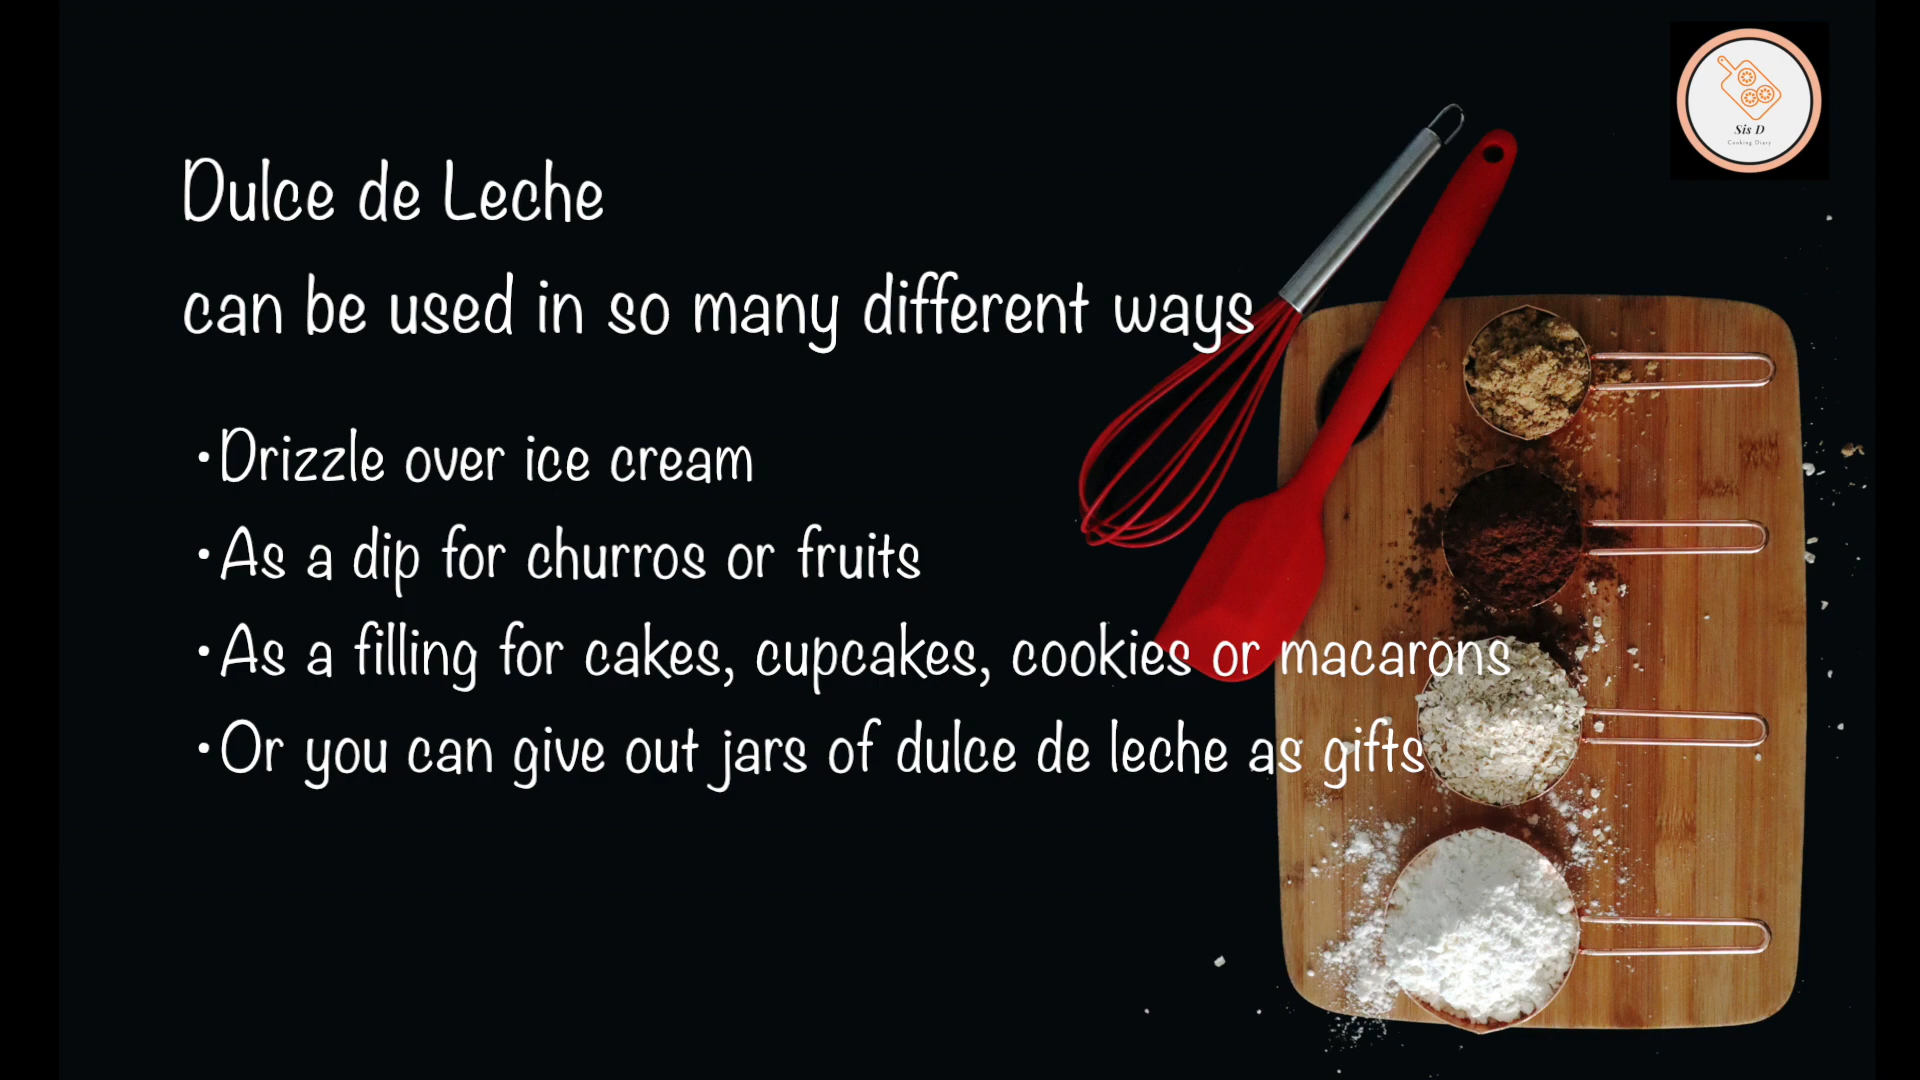 Sis D
Cooking Diary
Dulce de Leche
can be used in so many different ways
•Drizzle over ice cream
•As a dip for churros or fruits
•As a filling for cakes, cupcakes, cookies or macarons
•Or you can give out jars of dulce de leche as gifts